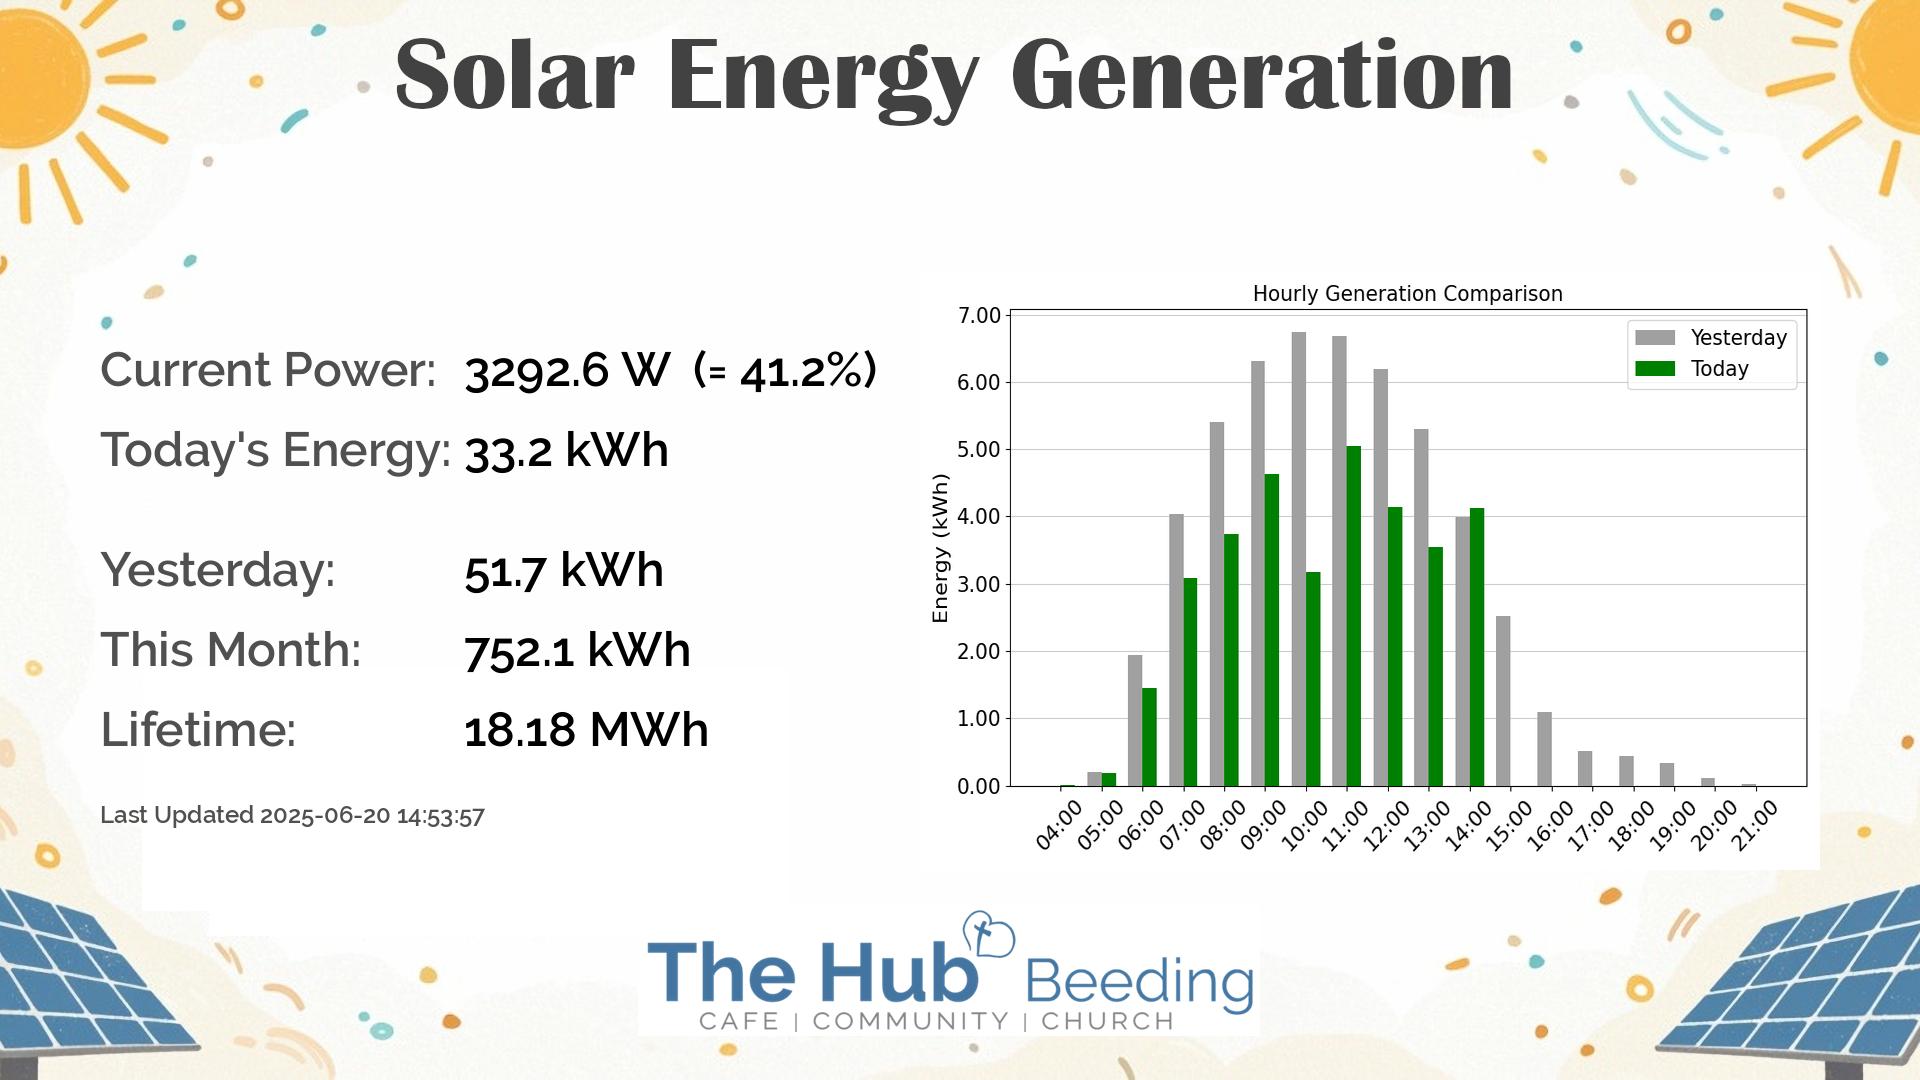 Solar Energy Generation
Current Power: 3292.6 W (= 41.2%)
Today's Energy: 33.2 kWh
Yesterday: 51.7 kWh
This Month: 752.1 kWh
Lifetime: 18.18 MWh
Last Updated 2025-06-20 14:53:57
Hourly Generation Comparison
Yesterday
Today
Energy (kWh)
7.00
6.00
5.00
4.00
3.00
2.00
1.00
0.00
04:00 05:00 06:00 07:00 08:00 09:00 10:00 11:00 12:00 13:00 14:00 15:00 16:00 17:00 18:00 19:00 20:00 21:00
The Hub Beeding
CAFE | COMMUNITY | CHURCH